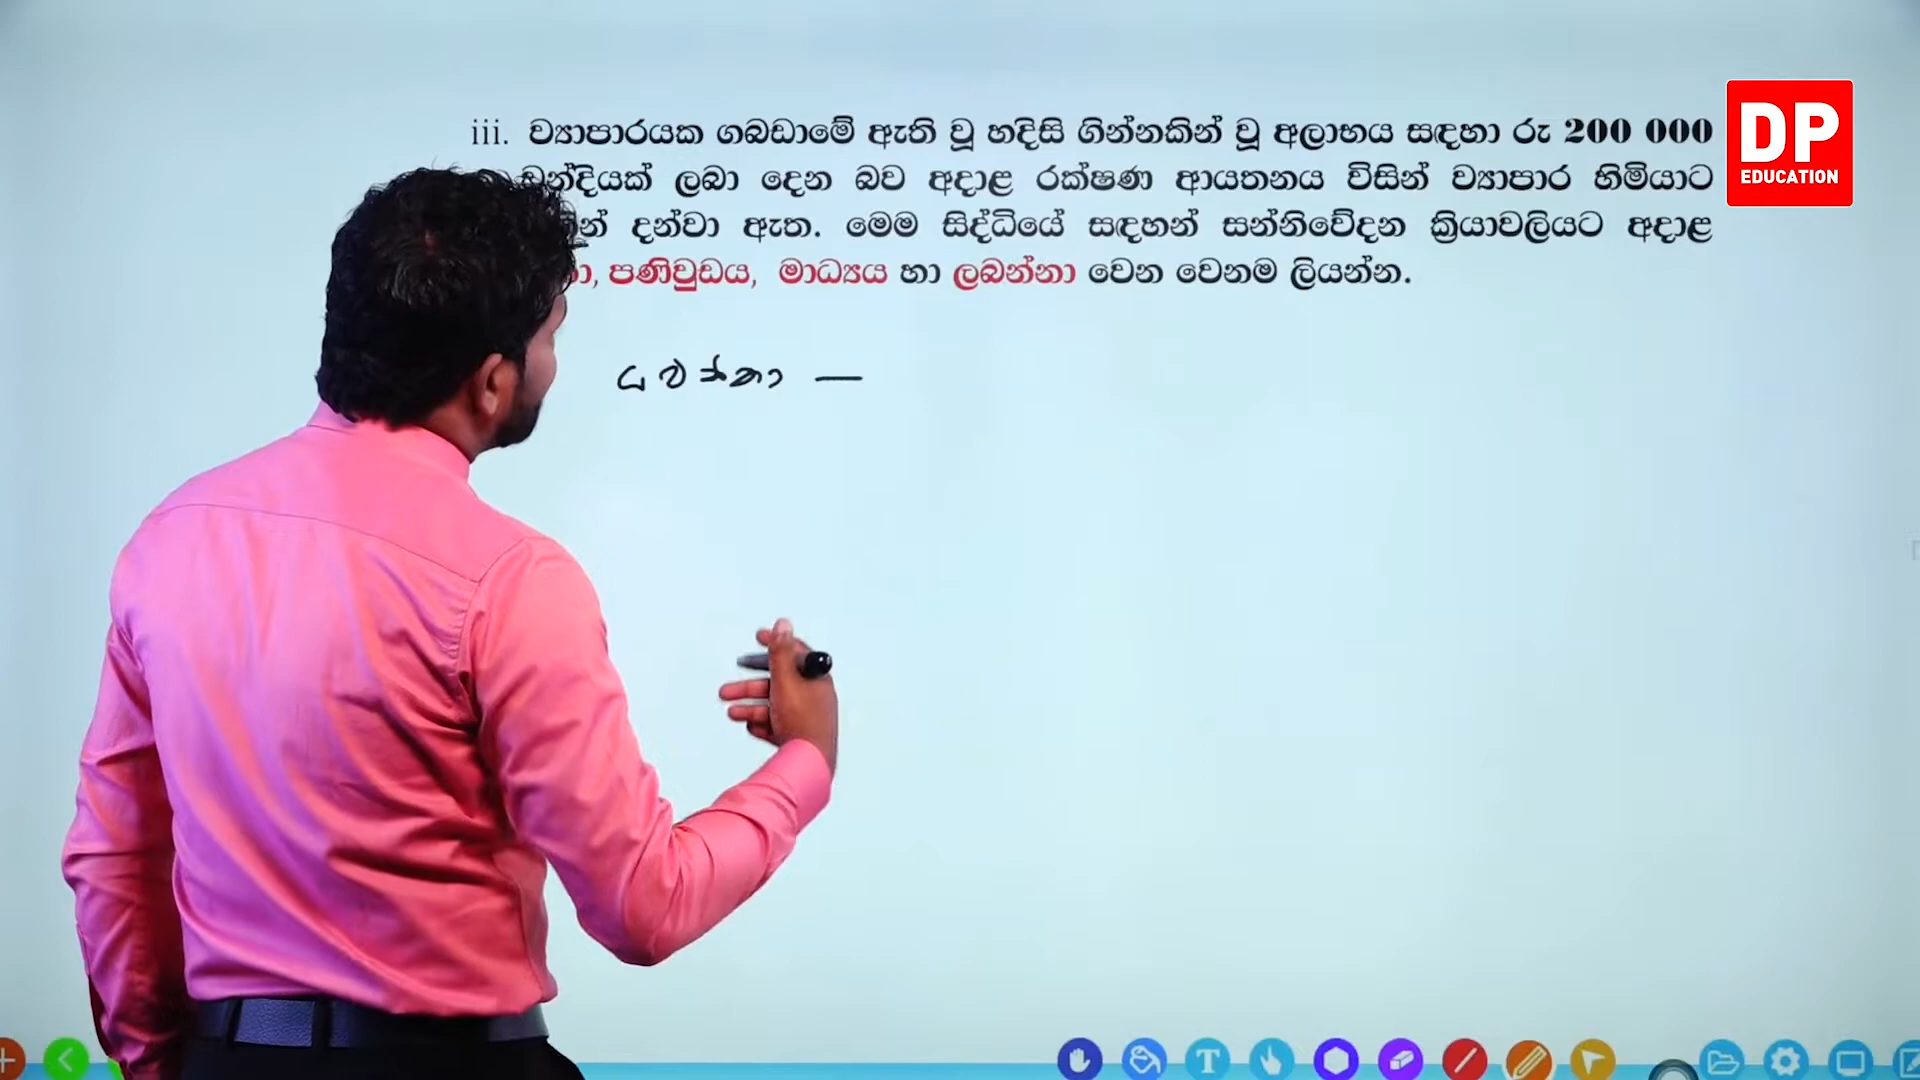 iii. ව්‍යාපාරයක ගබඩාමේ ඇති වූ හදිසි ගින්නකින් වූ අලාභය සඳහා රු 200 000
වන්දියක් ලබා දෙන බව අදාළ රක්ෂණ ආයතනය විසින් ව්‍යාපාර හිමියාට
දන්වා ඇත. මෙම සිද්ධියේ සඳහන් සන්නිවේදන ක්‍රියාවලියට අදාළ
පණිවුඩය, මාධ්‍යය හා ලබන්නා වෙන වෙනම ලියන්න.
යවන්නා —
DP
EDUCATION